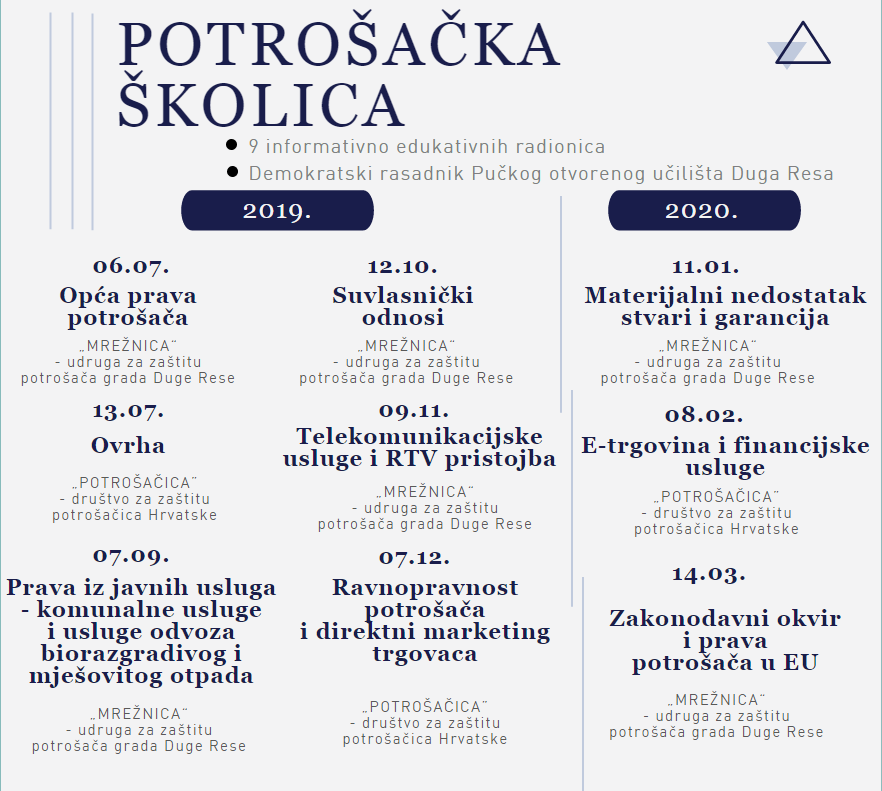 POTROŠAČKA
ŠKOLICA
9 informativno edukativnih radionica
Demokratski rasadnik Pučkog otvorenog učilišta Duga Resa
2019.
06.07.
Opća prava
potrošača
„MREŽNICA“
- udruga za zaštitu
potrošača grada Duge Rese
13.07.
Ovrha
„POTROŠAČICA“
- društvo za zaštitu
potrošačica Hrvatske
07.09.
Prava iz javnih usluga
- komunalne usluge
i usluge odvoza
biorazgradivog i
mješovitog otpada
„MREŽNICA“
- udruga za zaštitu
potrošača grada Duge Rese
12.10.
Suvlasnički
odnosi
„MREŽNICA“
- udruga za zaštitu
potrošača grada Duge Rese
09.11.
Telekomunikacijske
usluge i RTV pristojba
„MREŽNICA“
- udruga za zaštitu
potrošača grada Duge Rese
07.12.
Ravnopravnost
potrošača
i direktni marketing
trgovaca
„POTROŠAČICA“
- društvo za zaštitu
potrošačica Hrvatske
2020.
11.01.
Materijalni nedostatak
stvari i garancija
„MREŽNICA“
- udruga za zaštitu
potrošača grada Duge Rese
08.02.
E-trgovina i financijske
usluge
„POTROŠAČICA“
- društvo za zaštitu
potrošačica Hrvatske
14.03.
Zakonodavni okvir
i prava
potrošača u EU
„MREŽNICA“
- udruga za zaštitu
potrošača grada Duge Rese